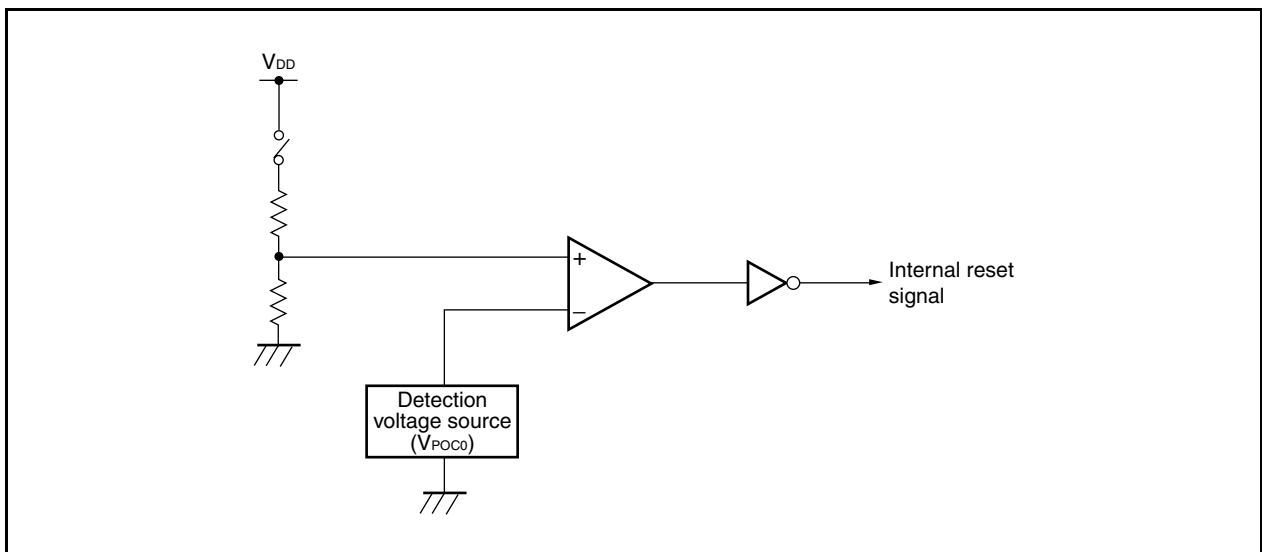 VDD
+
−
Internal reset
signal
Detection
voltage source
(VPOC0)